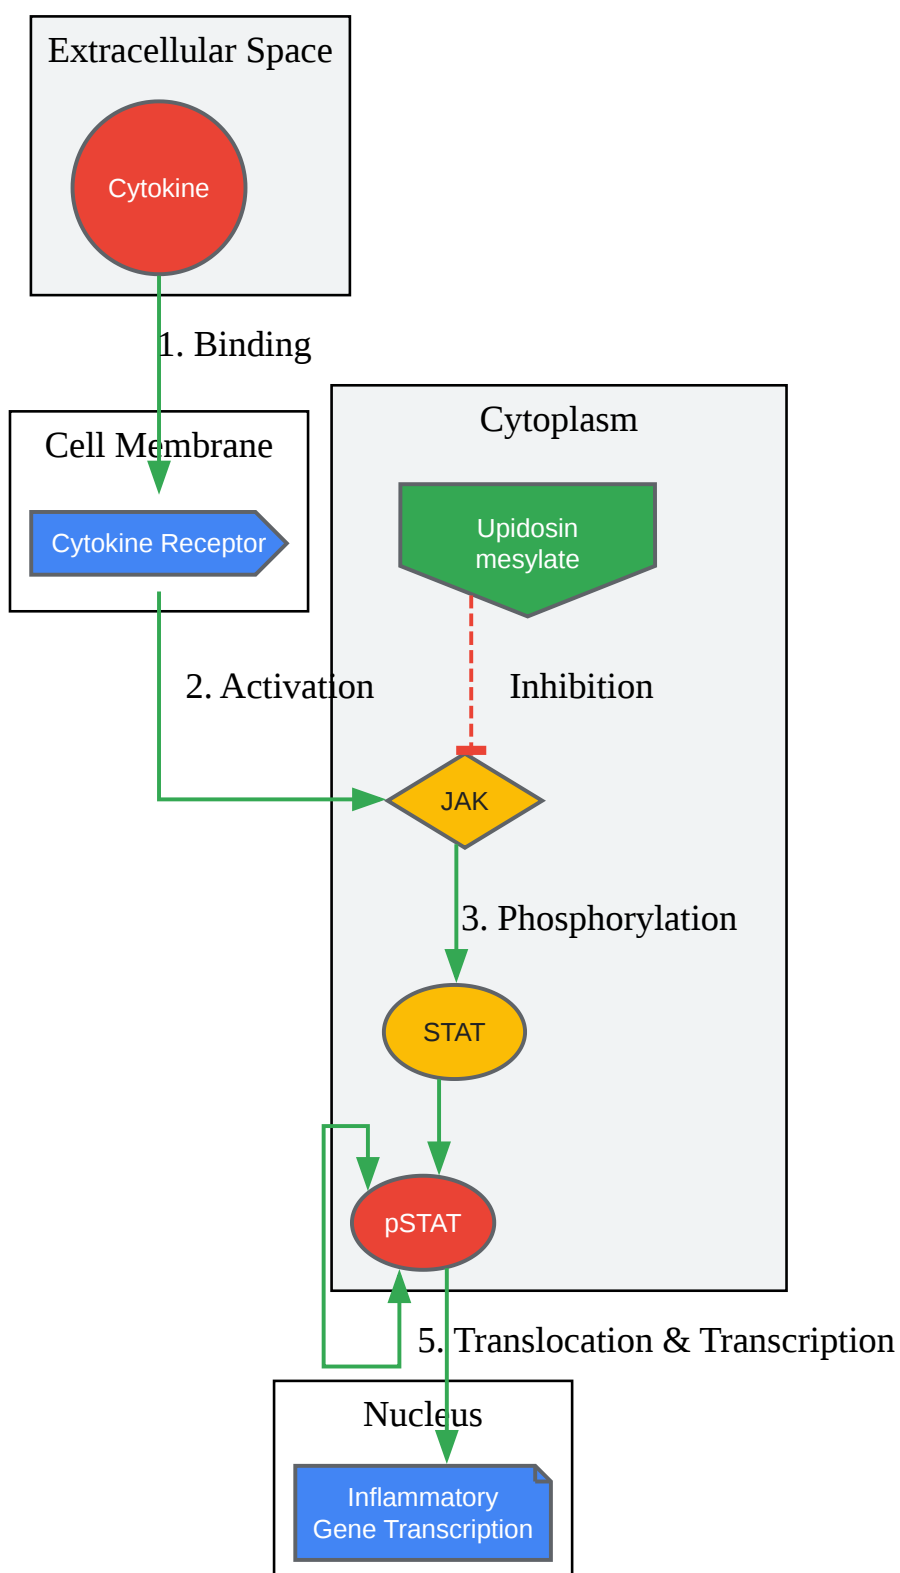 Extracellular Space
Cytokine
1. Binding
Cell Membrane
Cytokine Receptor
Cytoplasm
Upidosin
mesylate
2. Activation
Inhibition
JAK
3. Phosphorylation
STAT
pSTAT
5. Translocation & Transcription
Nucleus
Inflammatory
Gene Transcription